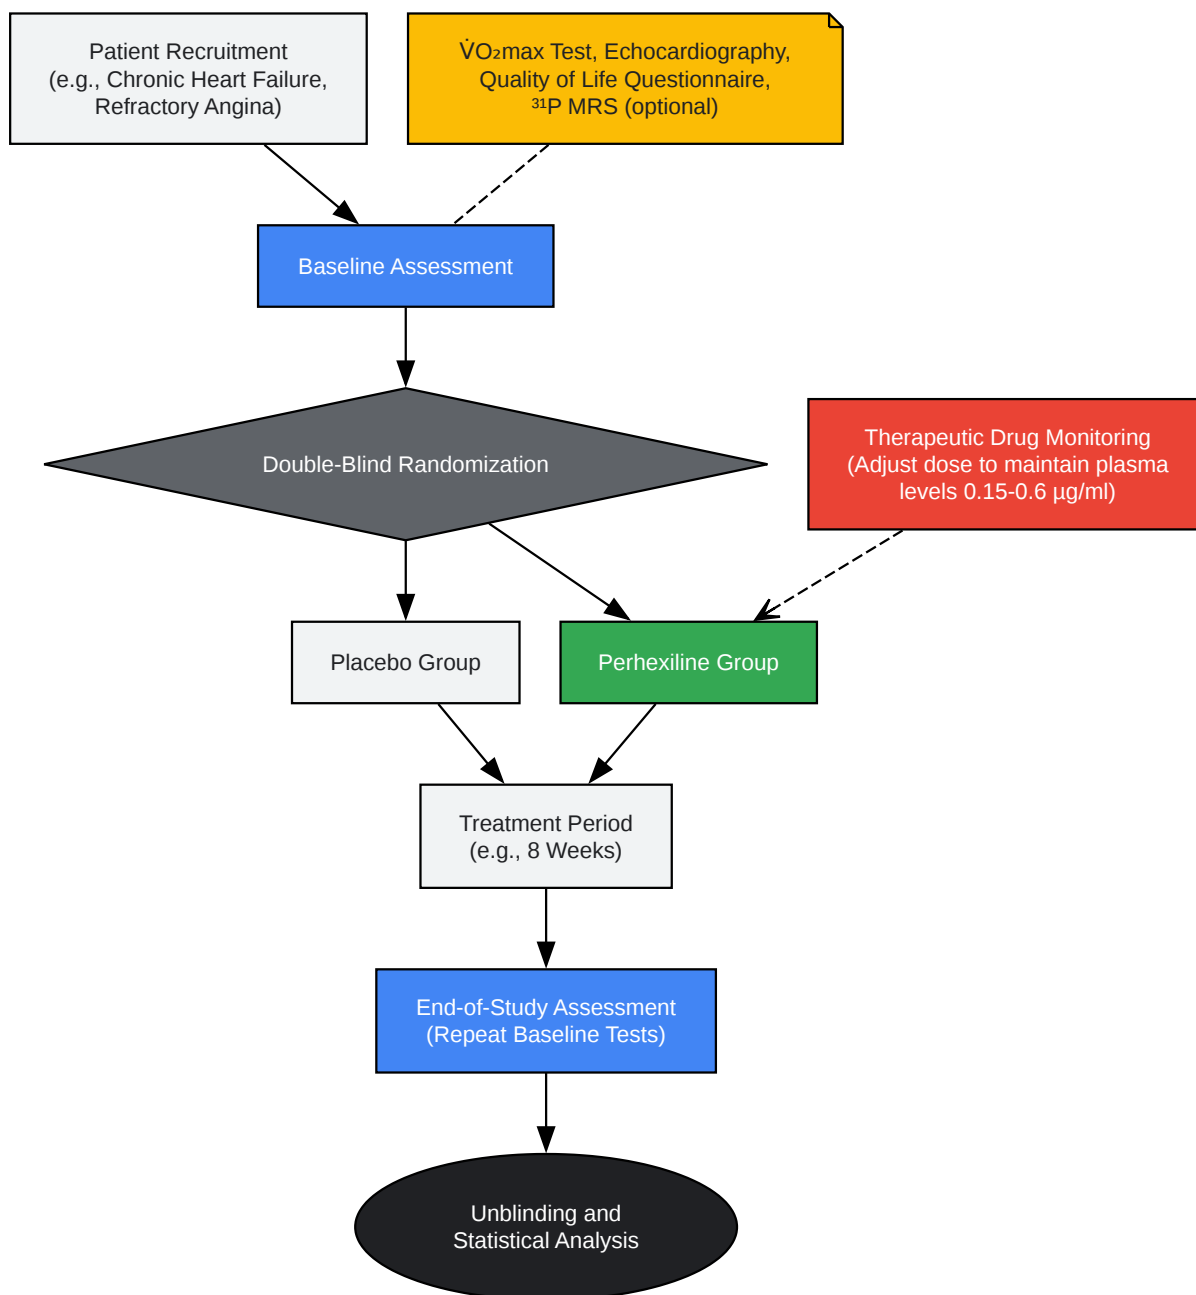 Patient Recruitment
(e.g., Chronic Heart Failure,
Refractory Angina)
V̇O₂max Test, Echocardiography,
Quality of Life Questionnaire,
³¹P MRS (optional)
Baseline Assessment
Double-Blind Randomization
Therapeutic Drug Monitoring
(Adjust dose to maintain plasma
levels 0.15-0.6 µg/ml)
Placebo Group
Perhexiline Group
Treatment Period
(e.g., 8 Weeks)
End-of-Study Assessment
(Repeat Baseline Tests)
Unblinding and
Statistical Analysis